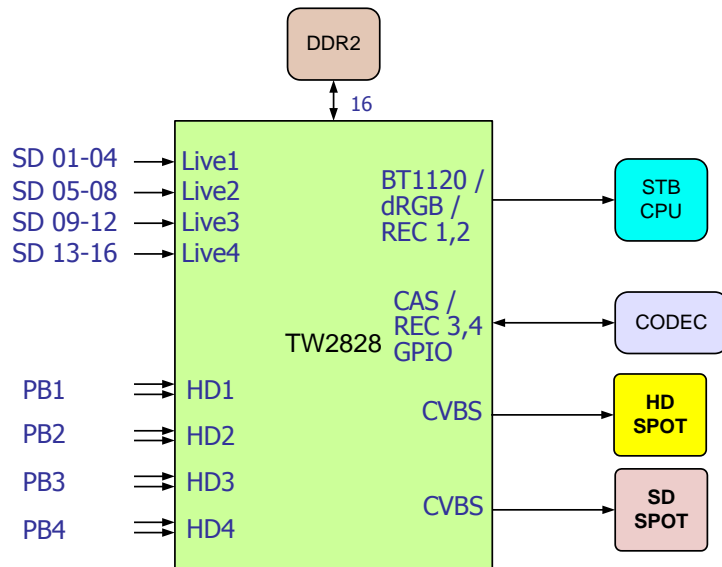 DDR2
16
SD 01-04
Live1
SD 05-08
Live2
SD 09-12
Live3
SD 13-16
Live4
BT1120 /
dRGB /
REC 1,2
STB
CPU
CAS /
REC 3,4
GPIO
CODEC
TW2828
PB1
HD1
CVBS
HD
SPOT
PB2
HD2
PB3
HD3
CVBS
SD
SPOT
PB4
HD4